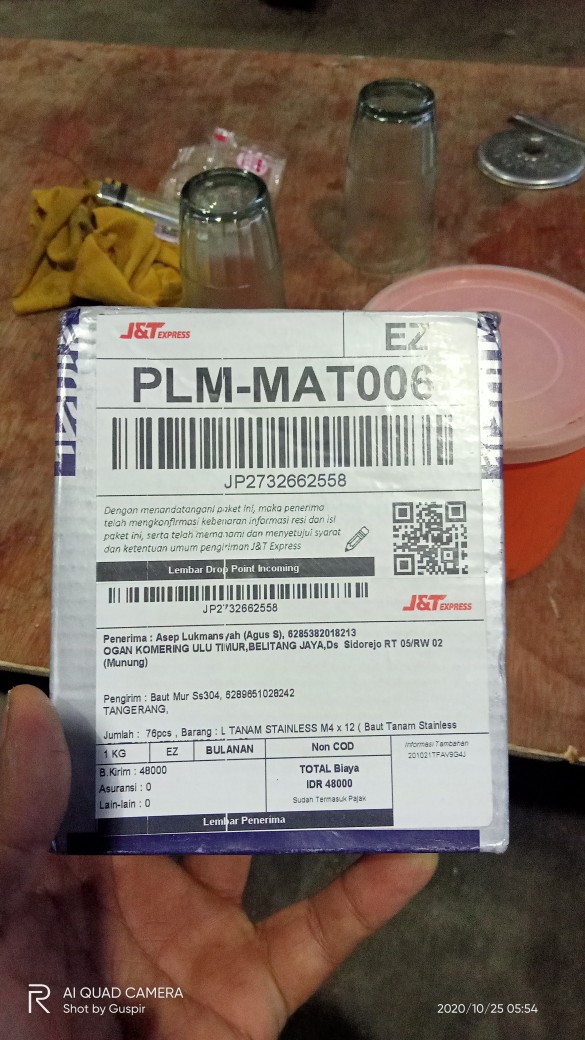 J&T EXPRESS
EZ
PLM-MAT006
JP2732662558
Dengan menandatangani paket ini, maka penerima
telah mengkonfirmasi kebenaran informasi resi dan isi
paket ini, serta telah memahami dan menyetujui syarat
dan ketentuan umum pengiriman J&T Express
Lembar Drop Point Incoming
JP2732662558
J&T EXPRESS
Penerima : Asep Lukmansyah (Agus S), 6285382018213
OGAN KOMERING ULU TIMUR,BELITANG JAYA,Ds Sidorejo RT 05/RW 02
(Munung)
Pengirim : Baut Mur Ss304, 6289651028242
TANGERANG,
Jumlah : 76pcs , Barang : L TANAM STAINLESS M4 x 12 ( Baut Tanam Stainless
1 KG EZ BULANAN Non COD Informasi Tambahan
201021TFAV9G4J
B.Kirim : 48000
Asuransi : 0
Lain-lain : 0
TOTAL Biaya
IDR 48000
Sudah Termasuk Pajak
Lembar Penerima
AI QUAD CAMERA
Shot by Guspir
2020/10/25 05:54